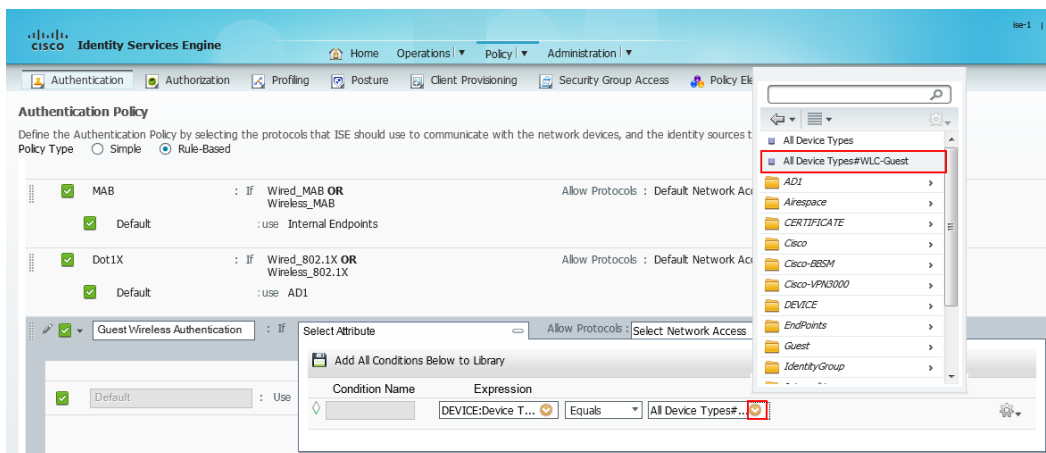 ise-1
CISCO Identity Services Engine
Home Operations Policy Administration
Authentication Authorization Profiling Posture Client Provisioning Security Group Access Policy Ele
Authentication Policy
Define the Authentication Policy by selecting the protocols that ISE should use to communicate with the network devices, and the identity sources t
Policy Type Simple Rule-Based
MAB : If Wired_MAB OR Allow Protocols : Default Network Acc
Wireless_MAB
Default : use Internal Endpoints
Dot1X : If Wired_802.1X OR Allow Protocols : Default Network Acc
Wireless_802.1X
Default : use AD1
Guest Wireless Authentication : If Select Attribute Allow Protocols : Select Network Access
Add All Conditions Below to Library
Condition Name Expression
Default : Use
DEVICE:Device T... Equals All Device Types#...
All Device Types
All Device Types#WLC-Guest
AD1
Airespace
CERTIFICATE
Cisco
Cisco-BBSM
Cisco-VPN3000
DEVICE
EndPoints
Guest
IdentityGroup